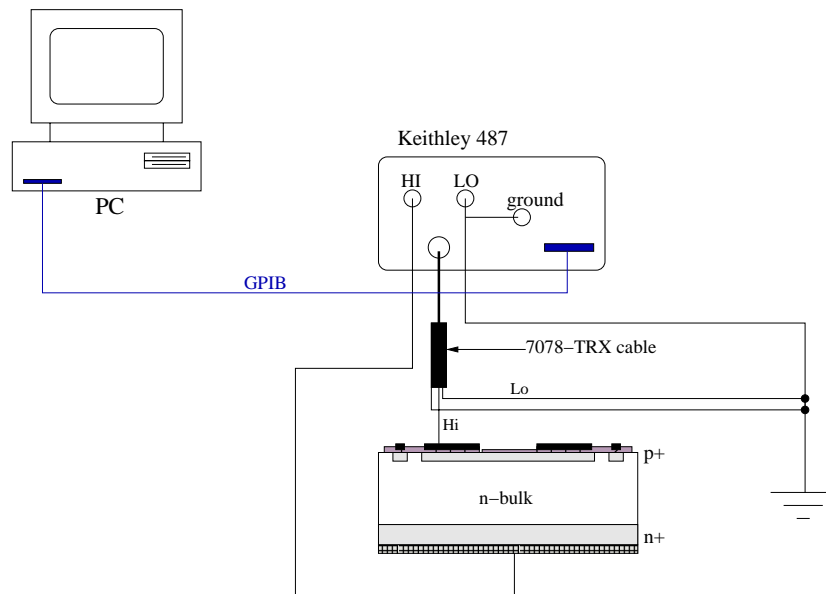 Keithley 487
HI
LO
ground
PC
GPIB
7078−TRX cable
Lo
Hi
p+
n−bulk
n+